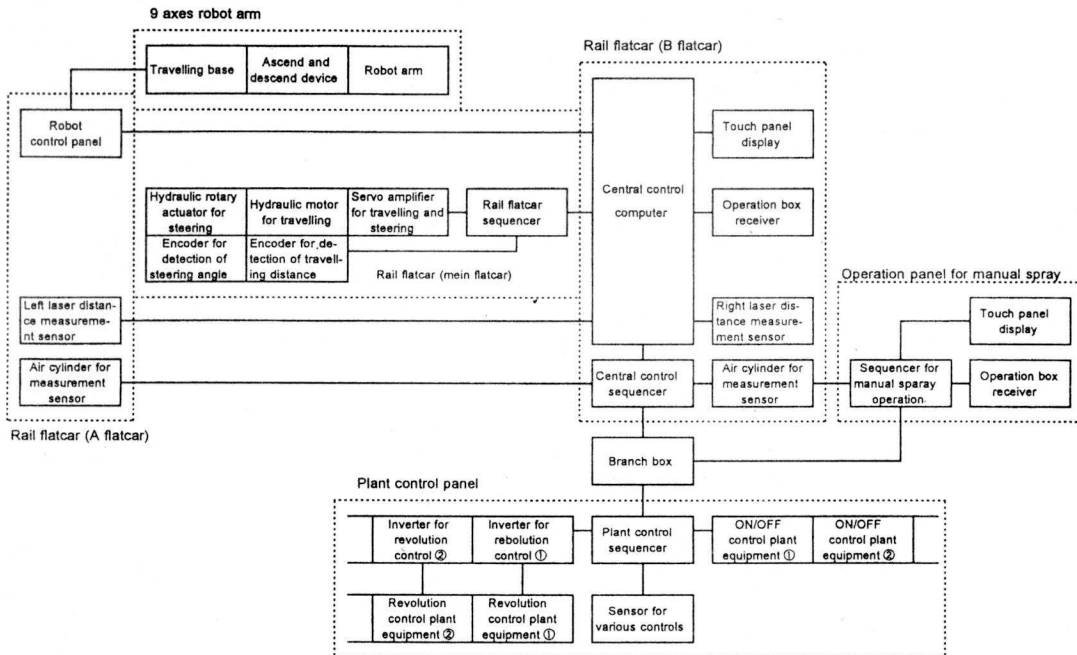 9 axes robot arm
Travelling base
Ascend and
descend device
Robot arm
Rail flatcar (B flatcar)
Robot
control panel
Central control
computer
Touch panel
display
Operation box
receiver
Hydraulic rotary
actuator for
steering
Hydraulic motor
for travelling
Servo amplifier
for travelling and
steering
Rail flatcar
sequencer
Encoder for
detection of
steering angle
Encoder for de-
tection of travell-
ing distance
Rail flatcar (mein flatcar)
Left laser distan-
ce measureme-
nt sensor
Right laser dis-
tance measure-
ment sensor
Air cylinder for
measurement
sensor
Central control
sequencer
Air cylinder for
measurement
sensor
Rail flatcar (A flatcar)
Operation panel for manual spray
Touch panel
display
Sequencer for
manual sparay
operation
Operation box
receiver
Branch box
Plant control panel
Inverter for
revolution
control ②
Inverter for
rebolution
control ①
Plant control
sequencer
ON/OFF
control plant
equipment ①
ON/OFF
control plant
equipment ②
Revolution
control plant
equipment ②
Revolution
control plant
equipment ①
Sensor for
various controls